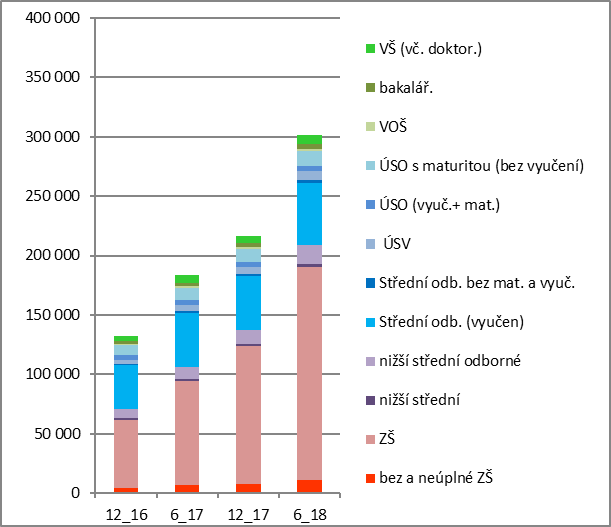 400 000
350 000
300 000
250 000
200 000
150 000
100 000
50 000
0
12_16 6_17 12_17 6_18
VŠ (vč. doktor.)
bakalář.
VOŠ
ÚSO s maturitou (bez vyučení)
ÚSO (vyuč.+ mat.)
ÚSV
Střední odb. bez mat. a vyuč.
Střední odb. (vyučen)
nižší střední odborné
nižší střední
ZŠ
bez a neúplné ZŠ